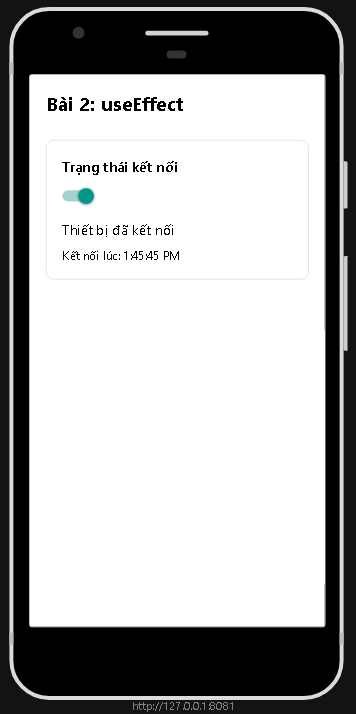 Bài 2: useEffect
Trạng thái kết nối
Thiết bị đã kết nối
Kết nối lúc: 1:45:45 PM
http://127.0.0.1:8081